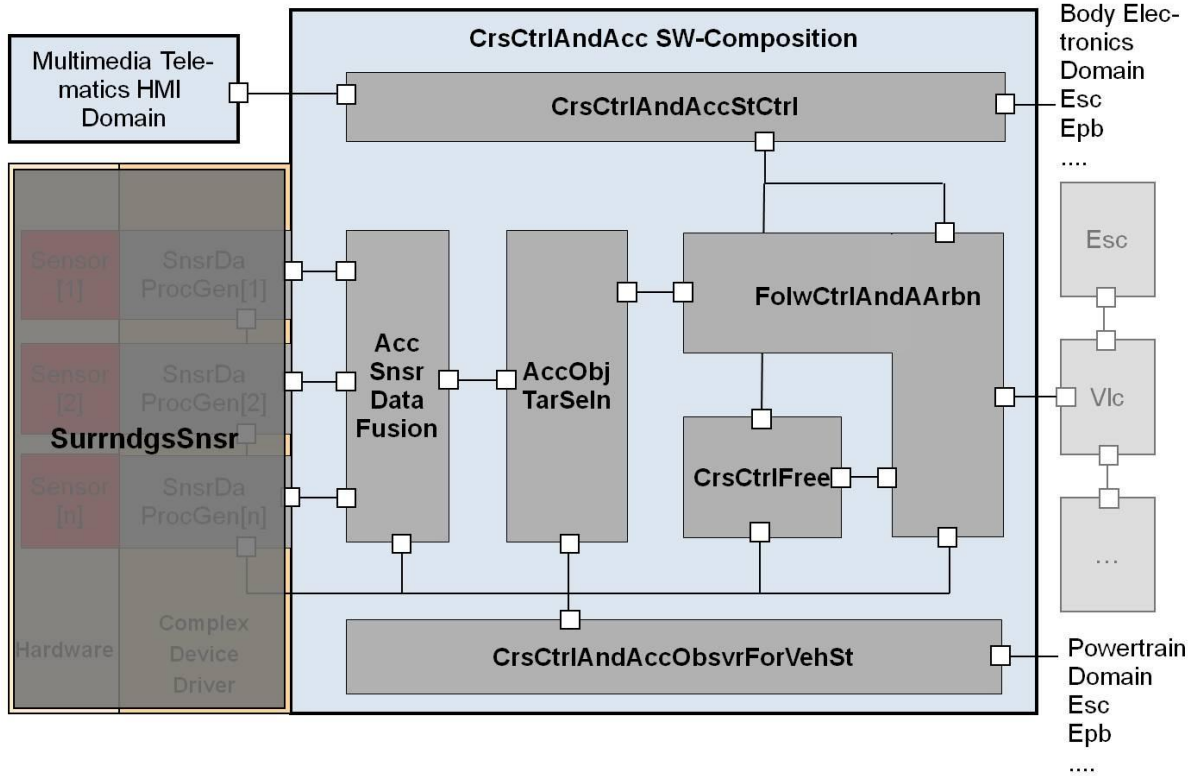 CrsCtrlAndAcc SW-Composition
Multimedia Tele-
matics HMI
Domain
CrsCtrlAndAccStCtrl
Body Elec-
tronics
Domain
Esc
Epb
....
Sensor
[1]
SnsrDa
ProcGen[1]
Sensor
[2]
SnsrDa
ProcGen[2]
SurrndgsSnsr
Sensor
[n]
SnsrDa
ProcGen[n]
Hardware
Complex
Device
Driver
Acc
Snsr
Data
Fusion
AccObj
TarSeln
FolwCtrlAndAArbn
CrsCtrlFree
Esc
Vlc
...
CrsCtrlAndAccObsvrForVehSt
Powertrain
Domain
Esc
Epb
....